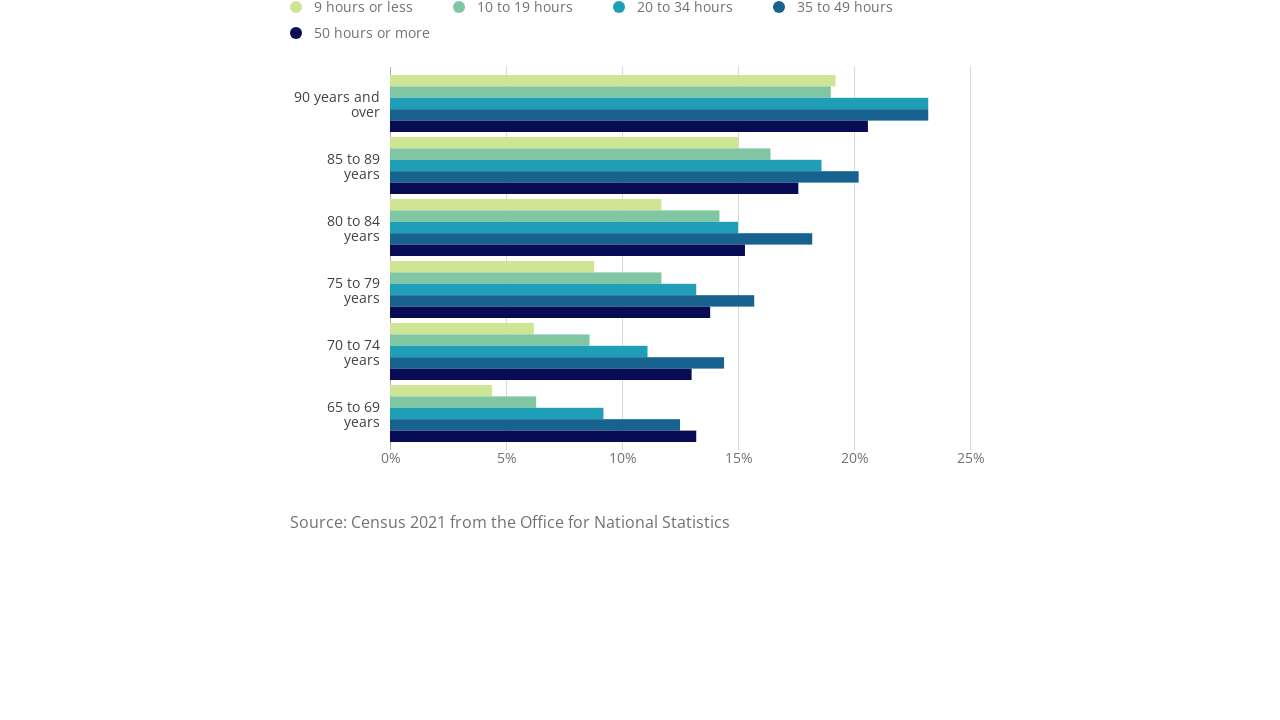 9 hours or less 10 to 19 hours 20 to 34 hours 35 to 49 hours
50 hours or more
90 years and
over
85 to 89
years
80 to 84
years
75 to 79
years
70 to 74
years
65 to 69
years
0% 5% 10% 15% 20% 25%
Source: Census 2021 from the Office for National Statistics